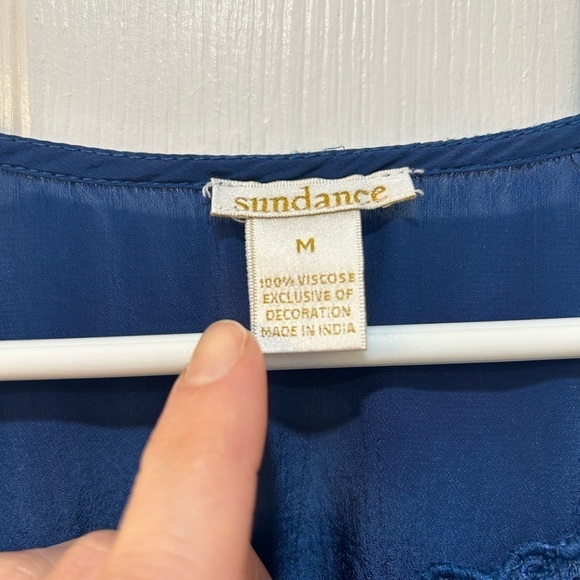 sundance
M
100% VISCOSE
EXCLUSIVE OF
DECORATION
MADE IN INDIA